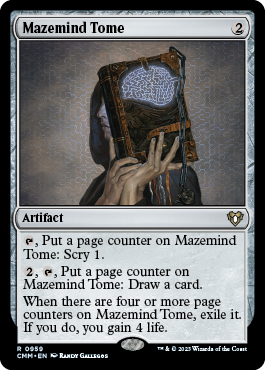 Mazemind Tome 2
Artifact
, Put a page counter on Mazemind
Tome: Scry 1.
2, , Put a page counter on
Mazemind Tome: Draw a card.
When there are four or more page
counters on Mazemind Tome, exile it.
If you do, you gain 4 life.
R 0959
CMM • EN Randy Gallegos
™ & © 2023 Wizards of the Coast